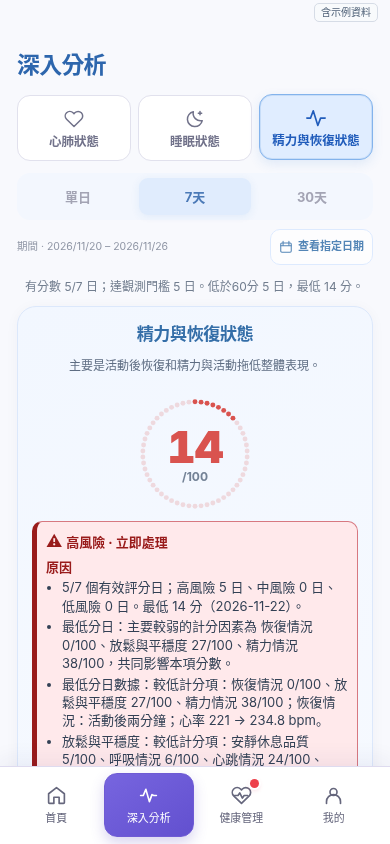 含示例資料
深入分析
心肺狀態
睡眠狀態
精力與恢復狀態
單日
7天
30天
期間 · 2026/11/20 – 2026/11/26
查看指定日期
有分數 5/7 日；達觀測門檻 5 日。低於60分 5 日，最低 14 分。
精力與恢復狀態
主要是活動後恢復和精力與活動拖低整體表現。
14
/100
高風險 · 立即處理
原因
• 5/7 個有效評分日；高風險 5 日、中風險 0 日、
低風險 0 日。最低 14 分（2026-11-22）。
• 最低分日：主要較弱的計分因素為 恢復情況
0/100、放鬆與平穩度 27/100、精力情況
38/100，共同影響本項分數。
• 最低分日數據：較低計分項：恢復情況 0/100、放
鬆與平穩度 27/100、精力情況 38/100；恢復情
況：活動後兩分鐘；心率 221 → 234.8 bpm。
• 放鬆與平穩度：較低計分項：安靜休息品質
5/100、呼吸情況 6/100、心跳情況 24/100、
首頁
深入分析
健康管理
我的